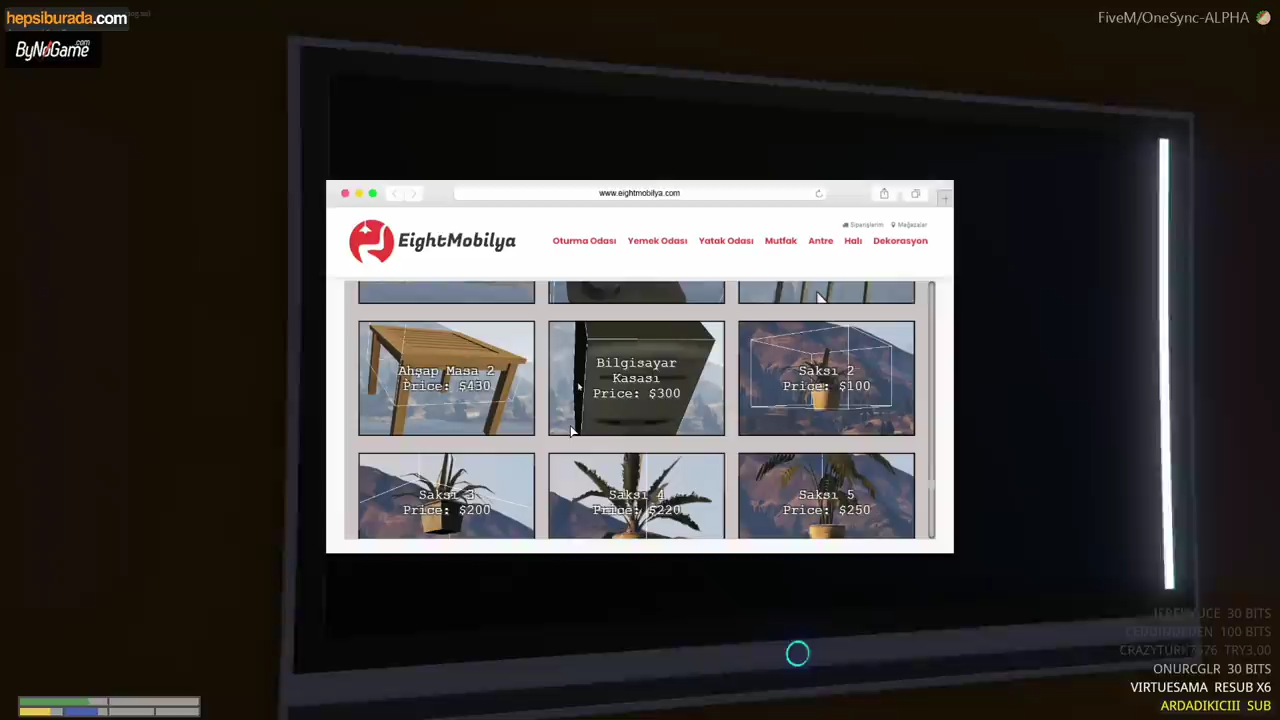 hepsiburada.com
ByNoGame.com
FiveM/OneSync-ALPHA
www.eightmobilya.com
EightMobilya
Siparişlerim Mağazalar
Oturma Odası Yemek Odası Yatak Odası Mutfak Antre Halı Dekorasyon
Ahşap Masa 2
Price: $430
Bilgisayar
Kasası
Price: $300
Saksı 2
Price: $100
Saksı 3
Price: $200
Saksı 4
Price: $220
Saksı 5
Price: $250
30 BITS
100 BITS
CRAZYTURK7676 TRY3,00
ONURCGLR 30 BITS
VIRTUESAMA RESUB X6
ARDADIKICIII SUB